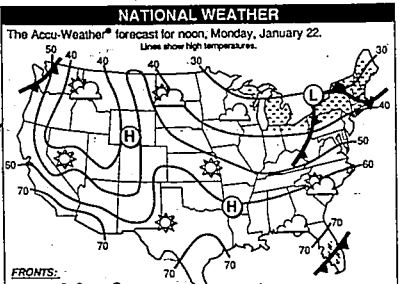 NATIONAL WEATHER
The Accu-Weather® forecast for noon, Monday, January 22.
Lines show high temperatures.
50 40 40 40 30 30
L
40
H
50
50
60
70
H
70
70
70
70
70
FRONTS: